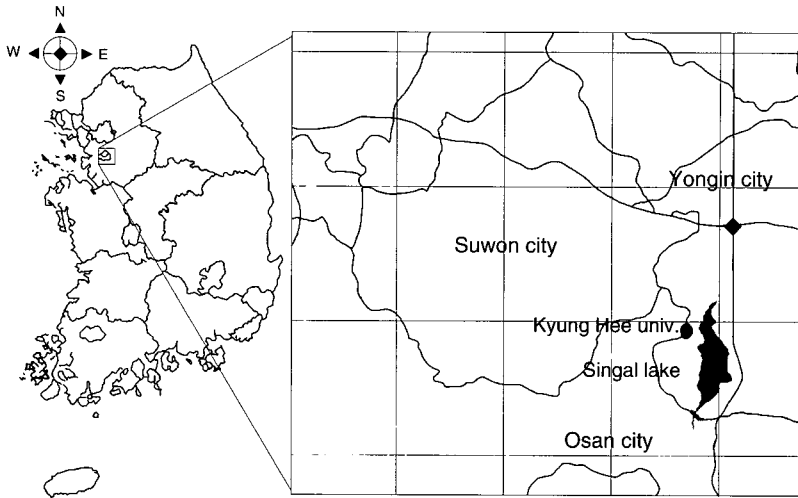 N
W
E
S
Yongin city
Suwon city
Kyung Hee univ.
Singal lake
Osan city